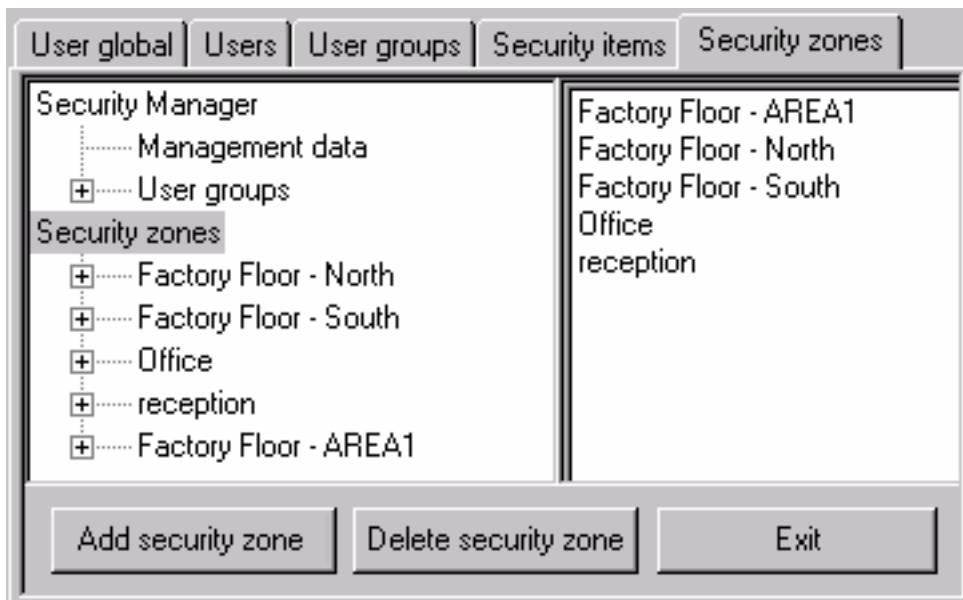 User global Users User groups Security items Security zones
Security Manager
Management data
User groups
Security zones
Factory Floor - North
Factory Floor - South
Office
reception
Factory Floor - AREA1
Factory Floor - AREA1
Factory Floor - North
Factory Floor - South
Office
reception
Add security zone Delete security zone Exit